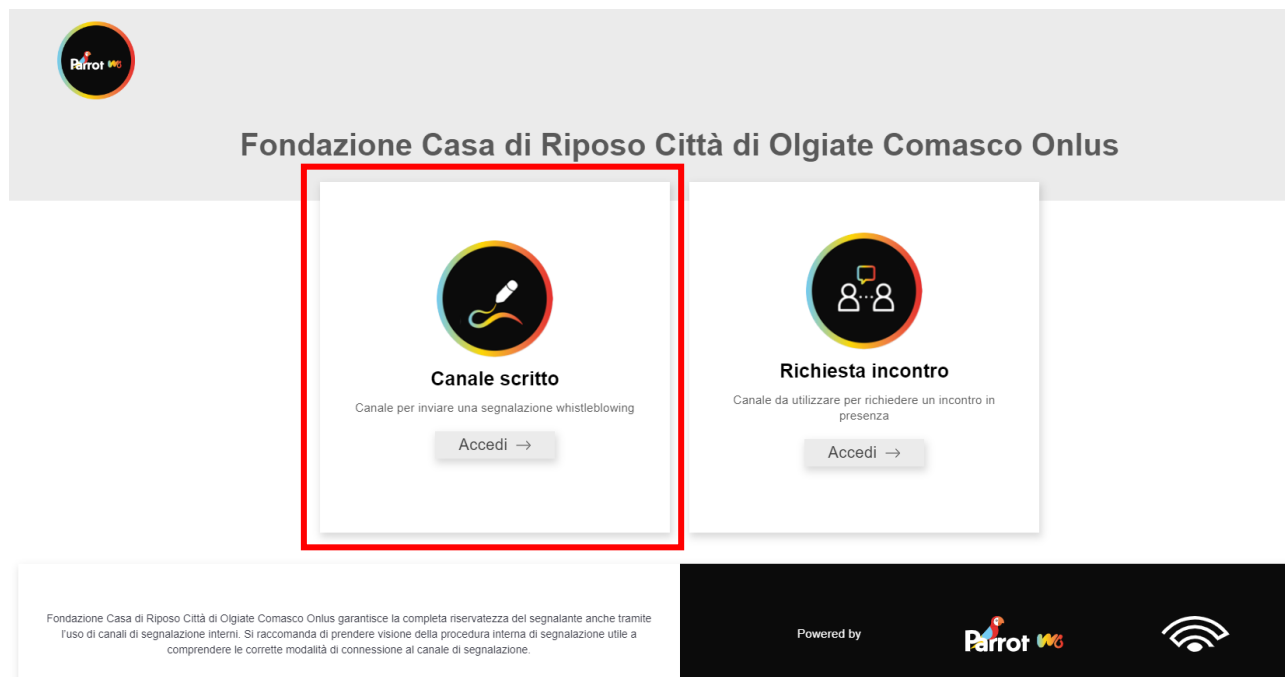 Parrot WB
Fondazione Casa di Riposo Città di Olgiate Comasco Onlus
Canale scritto
Canale per inviare una segnalazione whistleblowing
Accedi →
Richiesta incontro
Canale da utilizzare per richiedere un incontro in
presenza
Accedi →
Fondazione Casa di Riposo Città di Olgiate Comasco Onlus garantisce la completa riservatezza del segnalante anche tramite
l'uso di canali di segnalazione interni. Si raccomanda di prendere visione della procedura interna di segnalazione utile a
comprendere le corrette modalità di connessione al canale di segnalazione.
Powered by
Parrot WB